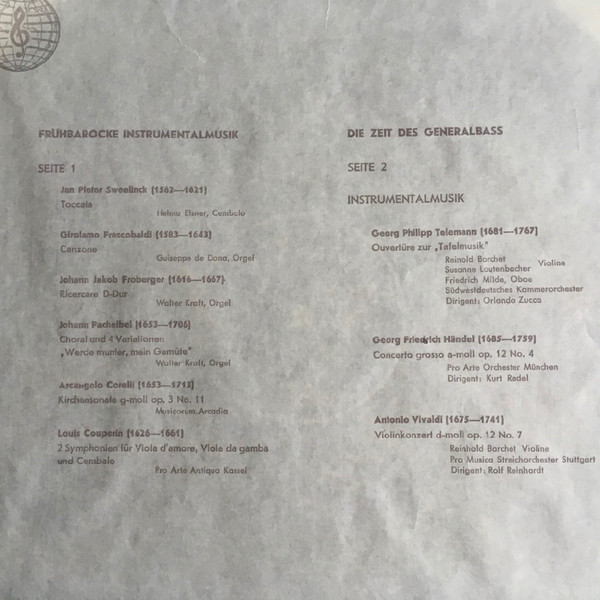 FRÜHBAROCKE INSTRUMENTALMUSIK
SEITE 1
Jan Pieter Sweelinck (1562—1621)
Toccata
Helma Elsner, Cembalo
Girolamo Frescobaldi (1583—1643)
Canzone
Guiseppe de Dona, Orgel
Johann Jakob Froberger (1616—1667)
Ricercare D-Dur
Walter Kraft, Orgel
Johann Pachelbel (1653—1706)
Choral und 4 Variationen
„Werde munter, mein Gemüte"
Walter Kraft, Orgel
Arcangelo Corelli (1653—1713)
Kirchensonate g-moll op. 3 No. 11
Musicorum Arcadia
Louis Couperin (1626—1661)
2 Symphonien für Viola d'amore, Viola da gamba
und Cembalo
Pro Arte Antiqua Kassel
DIE ZEIT DES GENERALBASS
SEITE 2
INSTRUMENTALMUSIK
Georg Philipp Telemann (1681—1767)
Ouvertüre zur „Tafelmusik"
Reinold Barchet
Susanne Lautenbacher Violine
Friedrich Milde, Oboe
Südwestdeutsches Kammerorchester
Dirigent: Orlando Zucca
Georg Friedrich Händel (1685—1759)
Concerto grosso a-moll op. 12 No. 4
Pro Arte Orchester München
Dirigent: Kurt Redel
Antonio Vivaldi (1675—1741)
Violinkonzert d-moll op. 12 No. 7
Reinhold Barchet Violine
Pro Musica Streichorchester Stuttgart
Dirigent: Rolf Reinhardt